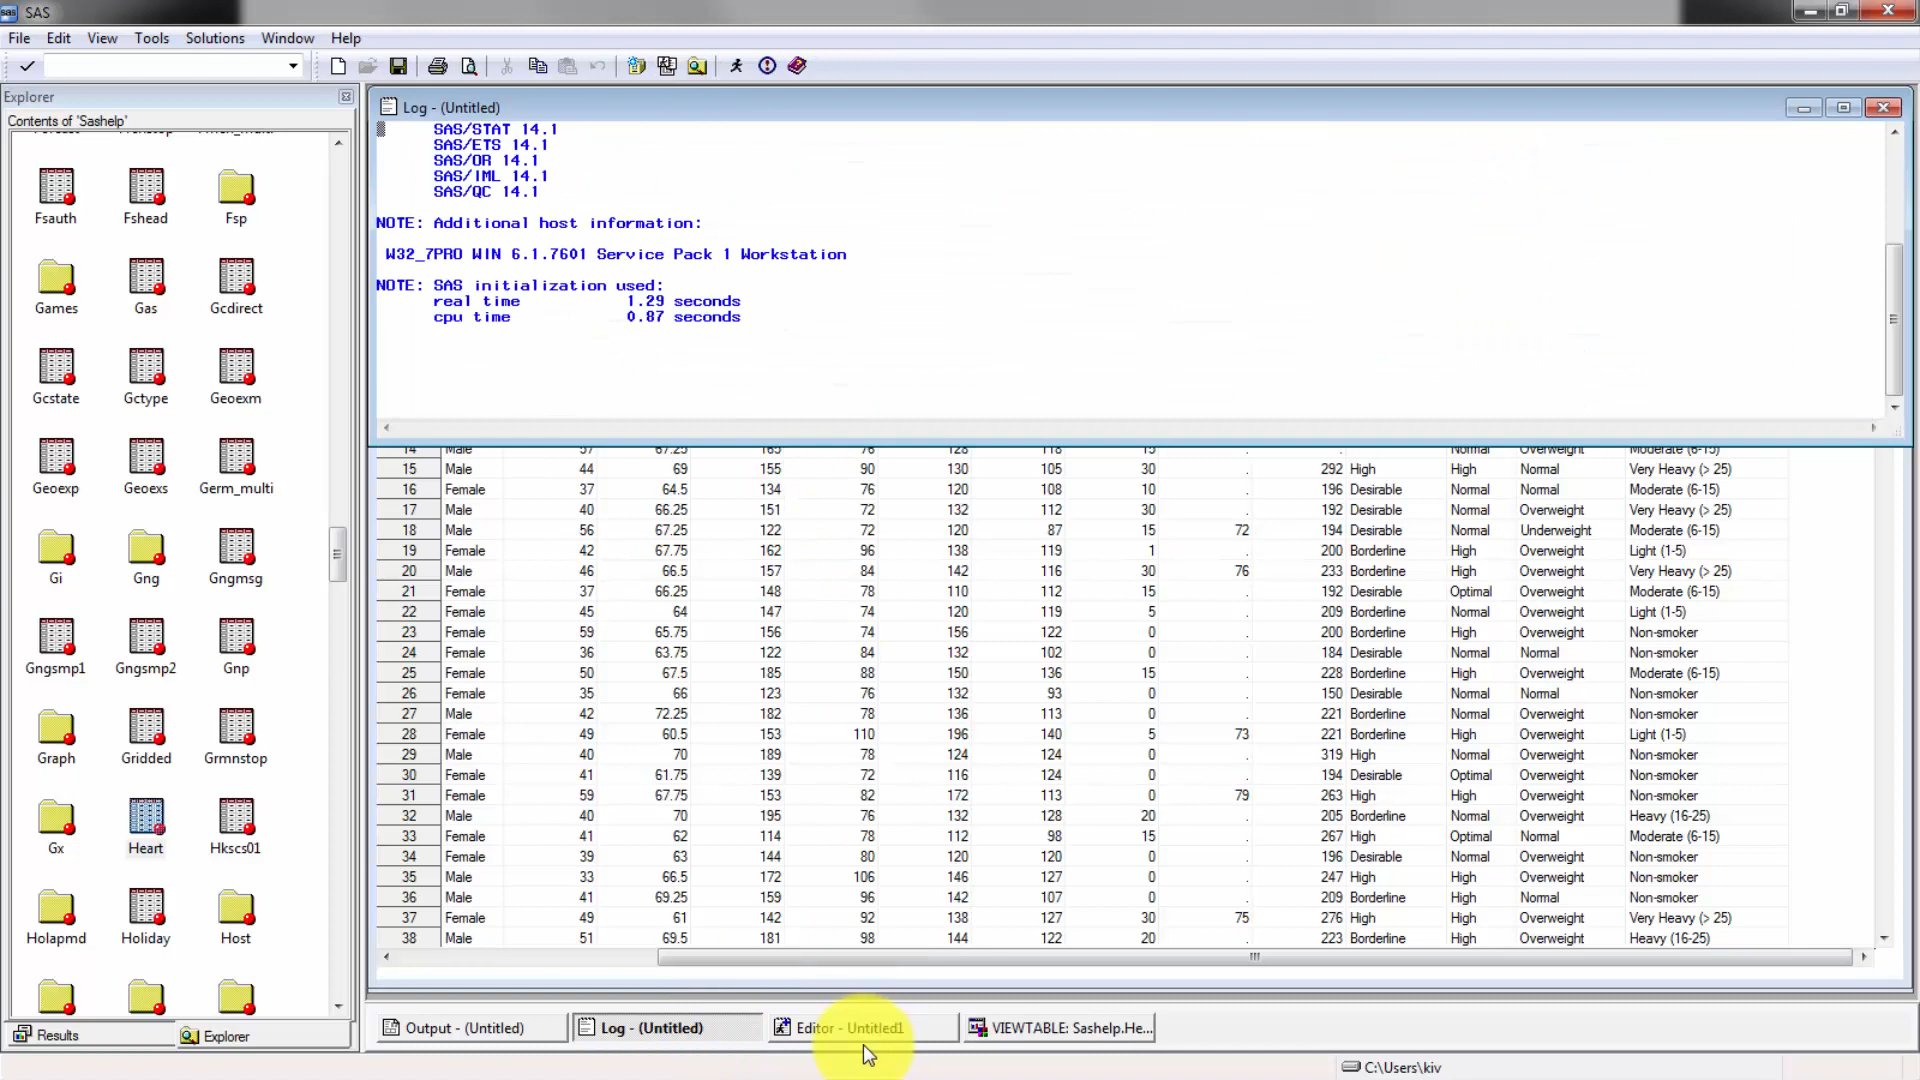 SAS
File Edit View Tools Solutions Window Help
Explorer
Contents of 'Sashelp'
Fsauth Fshead Fsp
Games Gas Gcdirect
Gcstate Gctype Geoexm
Geoexp Geoexs Germ_multi
Gi Gng Gngmsg
Gngsmp1 Gngsmp2 Gnp
Graph Gridded Grmnstop
Gx Heart Hkscs01
Holapmd Holiday Host
Results Explorer
Log - (Untitled)
SAS/STAT 14.1
SAS/ETS 14.1
SAS/OR 14.1
SAS/IML 14.1
SAS/QC 14.1
NOTE: Additional host information:
W32_7PRO WIN 6.1.7601 Service Pack 1 Workstation
NOTE: SAS initialization used:
real time 1.29 seconds
cpu time 0.87 seconds
14 Male 57 67.25 165 76 128 118 15 . . Normal Overweight Moderate (6-15)
15 Male 44 69 155 90 130 105 30 . 292 High High Normal Very Heavy (> 25)
16 Female 37 64.5 134 76 120 108 10 . 196 Desirable Normal Normal Moderate (6-15)
17 Male 40 66.25 151 72 132 112 30 . 192 Desirable Normal Overweight Very Heavy (> 25)
18 Male 56 67.25 122 72 120 87 15 72 194 Desirable Normal Underweight Moderate (6-15)
19 Female 42 67.75 162 96 138 119 1 . 200 Borderline High Overweight Light (1-5)
20 Male 46 66.5 157 84 142 116 30 76 233 Borderline High Overweight Very Heavy (> 25)
21 Female 37 66.25 148 78 110 112 15 . 192 Desirable Optimal Overweight Moderate (6-15)
22 Female 45 64 147 74 120 119 5 . 209 Borderline Normal Overweight Light (1-5)
23 Female 59 65.75 156 74 156 122 0 . 200 Borderline High Overweight Non-smoker
24 Female 36 63.75 122 84 132 102 0 . 184 Desirable Normal Normal Non-smoker
25 Female 50 67.5 185 88 150 136 15 . 228 Borderline High Overweight Moderate (6-15)
26 Female 35 66 123 76 132 93 0 . 150 Desirable Normal Normal Non-smoker
27 Male 42 72.25 182 78 136 113 0 . 221 Borderline Normal Overweight Non-smoker
28 Female 49 60.5 153 110 196 140 5 73 221 Borderline High Overweight Light (1-5)
29 Male 40 70 189 78 124 124 0 . 319 High Normal Overweight Non-smoker
30 Female 41 61.75 139 72 116 124 0 . 194 Desirable Optimal Overweight Non-smoker
31 Female 59 67.75 153 82 172 113 0 79 263 High High Overweight Non-smoker
32 Male 40 70 195 76 132 128 20 . 205 Borderline Normal Overweight Heavy (16-25)
33 Female 41 62 114 78 112 98 15 . 267 High Optimal Normal Moderate (6-15)
34 Female 39 63 144 80 120 120 0 . 196 Desirable Normal Overweight Non-smoker
35 Male 33 66.5 172 106 146 127 0 . 247 High High Overweight Non-smoker
36 Male 41 69.25 159 96 142 107 0 . 209 Borderline High Normal Non-smoker
37 Female 49 61 142 92 138 127 30 75 276 High High Overweight Very Heavy (> 25)
38 Male 51 69.5 181 98 144 122 20 . 223 Borderline High Overweight Heavy (16-25)
Output - (Untitled) Log - (Untitled) Editor - Untitled1 VIEWTABLE: Sashelp.He...
C:\Users\kiv